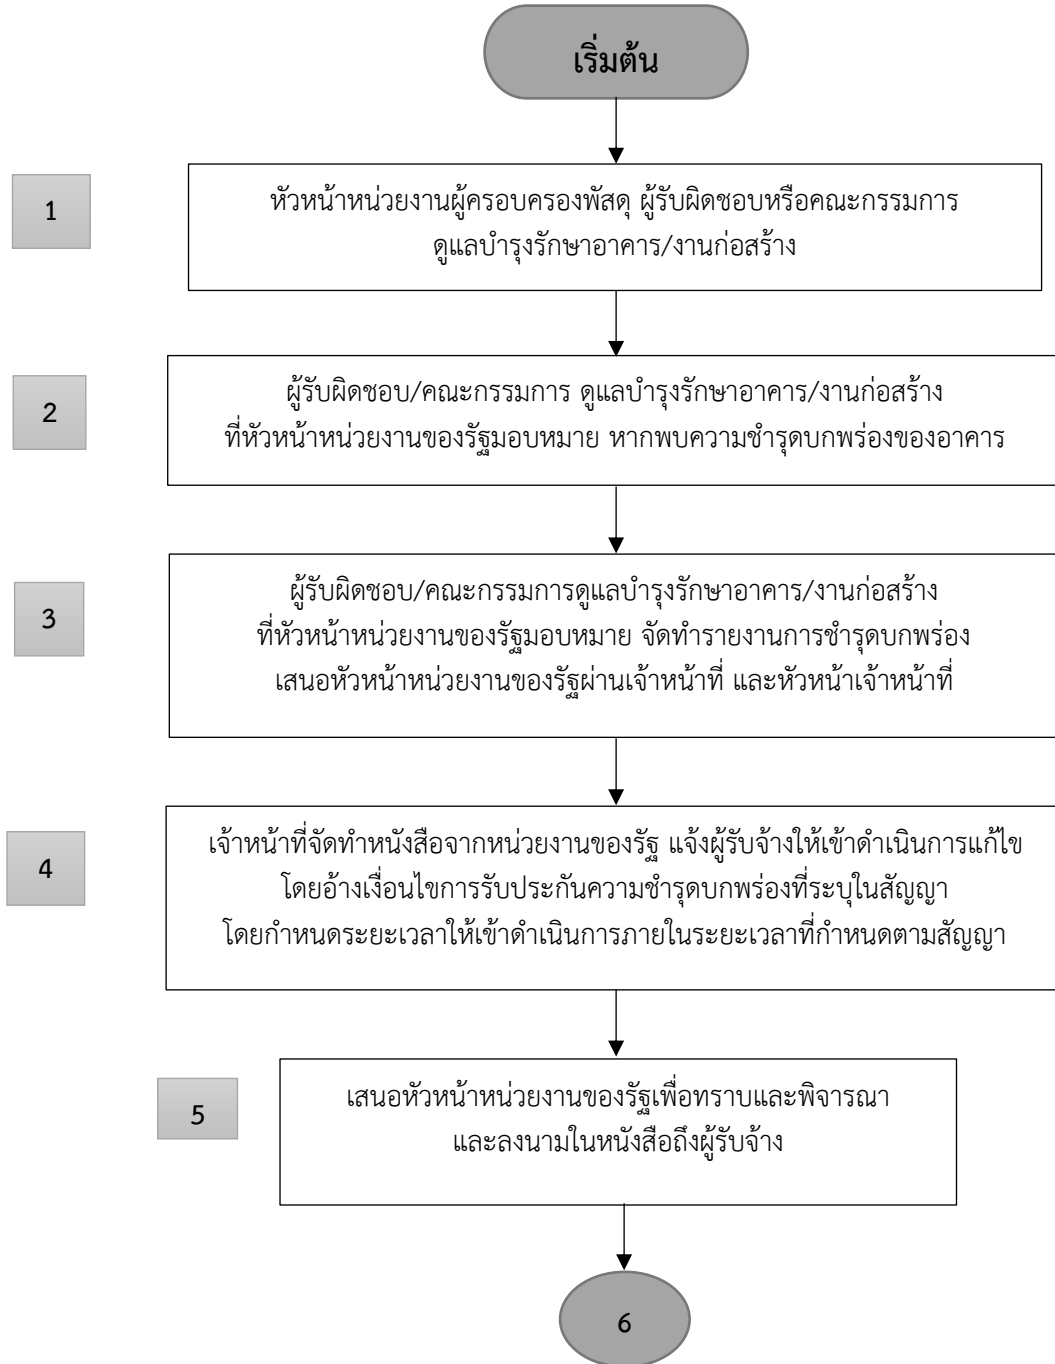 เริ่มต้น
1
หัวหน้าหน่วยงานผู้ครอบครองพัสดุ ผู้รับผิดชอบหรือคณะกรรมการ
ดูแลบำรุงรักษาอาคาร/งานก่อสร้าง
2
ผู้รับผิดชอบ/คณะกรรมการ ดูแลบำรุงรักษาอาคาร/งานก่อสร้าง
ที่หัวหน้าหน่วยงานของรัฐมอบหมาย หากพบความชำรุดบกพร่องของอาคาร
3
ผู้รับผิดชอบ/คณะกรรมการดูแลบำรุงรักษาอาคาร/งานก่อสร้าง
ที่หัวหน้าหน่วยงานของรัฐมอบหมาย จัดทำรายงานการชำรุดบกพร่อง
เสนอหัวหน้าหน่วยงานของรัฐผ่านเจ้าหน้าที่ และหัวหน้าเจ้าหน้าที่
4
เจ้าหน้าที่จัดทำหนังสือจากหน่วยงานของรัฐ แจ้งผู้รับจ้างให้เข้าดำเนินการแก้ไข
โดยอ้างเงื่อนไขการรับประกันความชำรุดบกพร่องที่ระบุในสัญญา
โดยกำหนดระยะเวลาให้เข้าดำเนินการภายในระยะเวลาที่กำหนดตามสัญญา
5
เสนอหัวหน้าหน่วยงานของรัฐเพื่อทราบและพิจารณา
และลงนามในหนังสือถึงผู้รับจ้าง
6